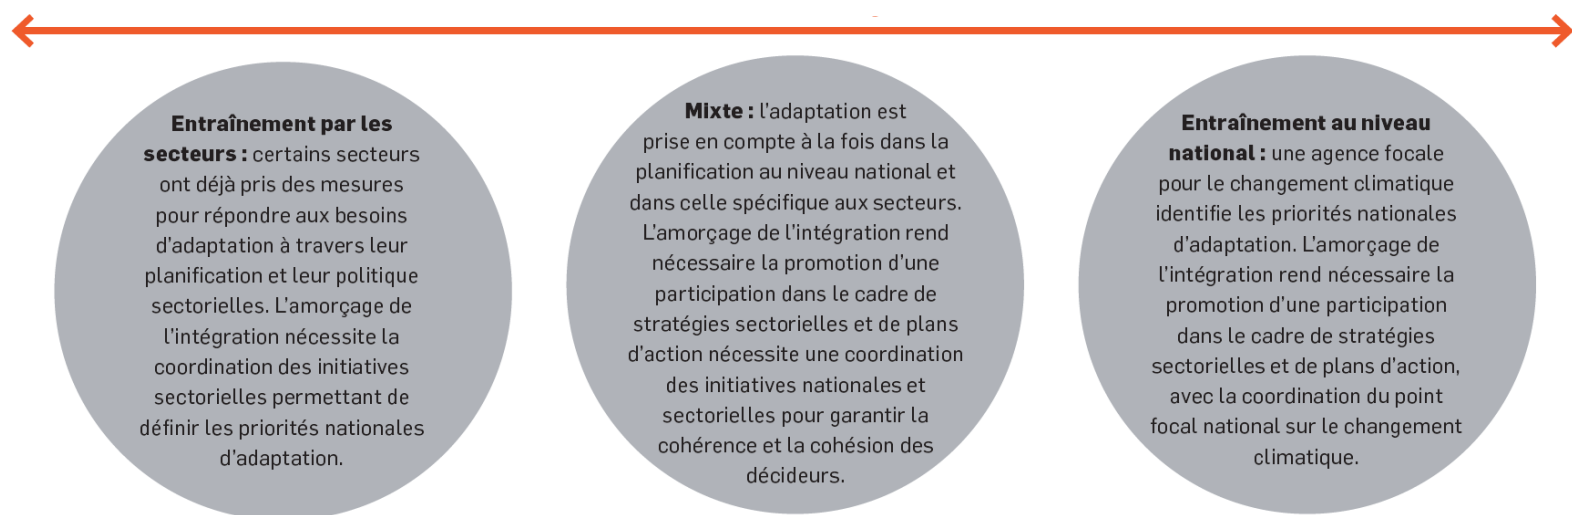 Entraînement par les
secteurs : certains secteurs
ont déjà pris des mesures
pour répondre aux besoins
d'adaptation à travers leur
planification et leur politique
sectorielles. L'amorçage de
l'intégration nécessite la
coordination des initiatives
sectorielles permettant de
définir les priorités nationales
d'adaptation.
Mixte : l'adaptation est
prise en compte à la fois dans la
planification au niveau national et
dans celle spécifique aux secteurs.
L'amorçage de l'intégration rend
nécessaire la promotion d'une
participation dans le cadre de
stratégies sectorielles et de plans
d'action nécessite une coordination
des initiatives nationales et
sectorielles pour garantir la
cohérence et la cohésion des
décideurs.
Entraînement au niveau
national : une agence focale
pour le changement climatique
identifie les priorités nationales
d'adaptation. L'amorçage de
l'intégration rend nécessaire la
promotion d'une participation
dans le cadre de stratégies
sectorielles et de plans d'action,
avec la coordination du point
focal national sur le changement
climatique.